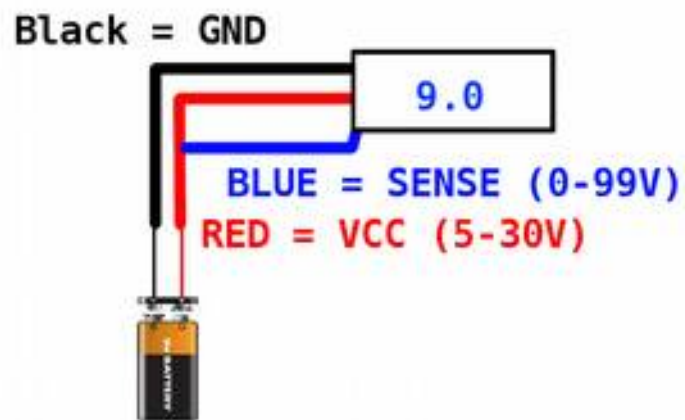 Black = GND
9.0
BLUE = SENSE (0-99V)
RED = VCC (5-30V)